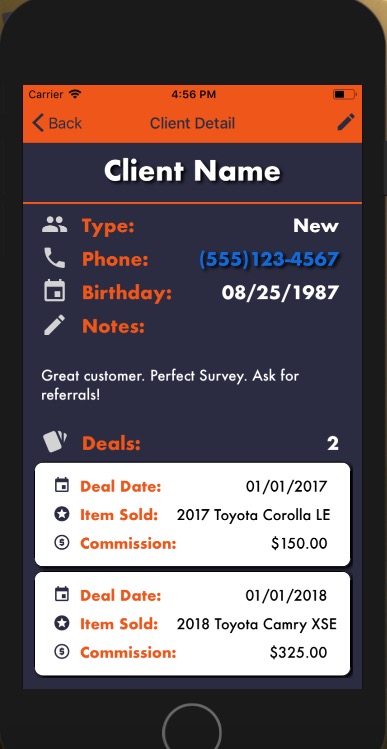 Carrier 4:56 PM
Back Client Detail
Client Name
Type: New
Phone: (555)123-4567
Birthday: 08/25/1987
Notes:
Great customer. Perfect Survey. Ask for
referrals!
Deals: 2
Deal Date: 01/01/2017
Item Sold: 2017 Toyota Corolla LE
Commission: $150.00
Deal Date: 01/01/2018
Item Sold: 2018 Toyota Camry XSE
Commission: $325.00